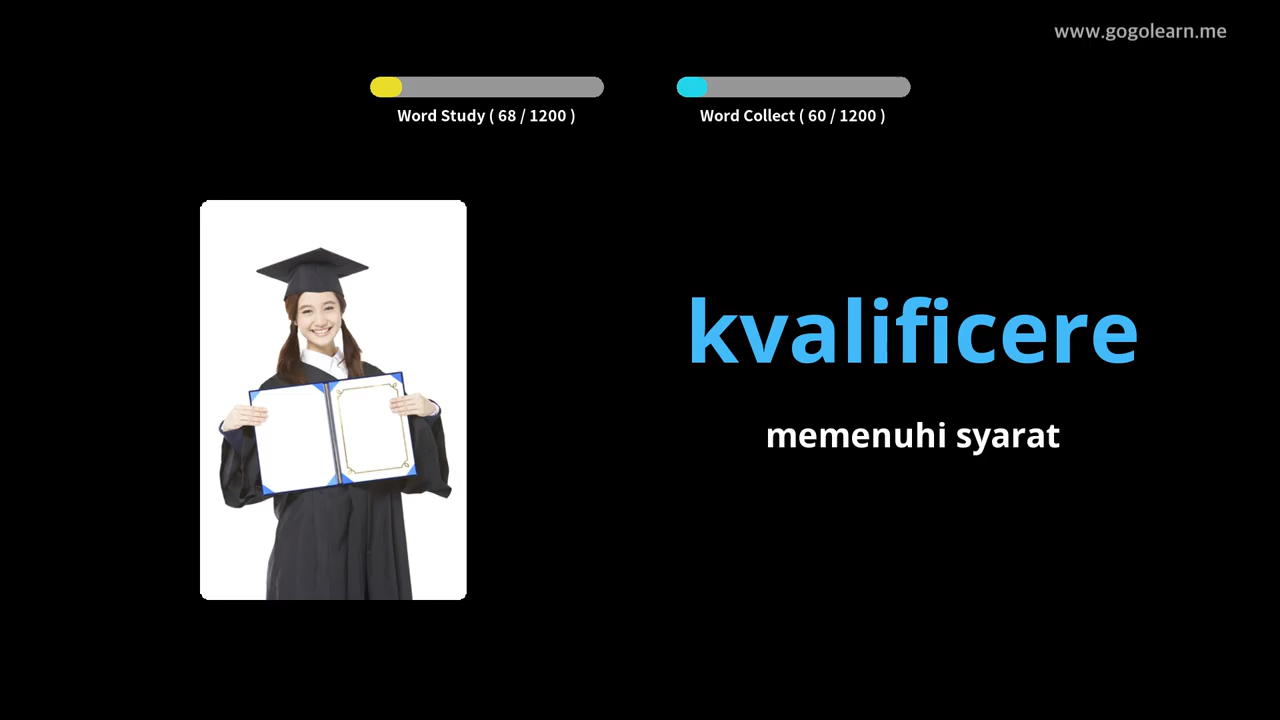 www.gogolearn.me
Word Study ( 68 / 1200 )
Word Collect ( 60 / 1200 )
kvalificere
memenuhi syarat